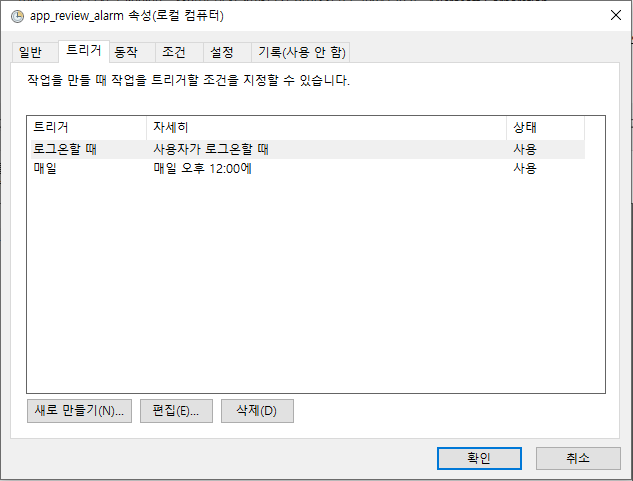 app_review_alarm 속성(로컬 컴퓨터)
일반 트리거 동작 조건 설정 기록(사용 안 함)
작업을 만들 때 작업을 트리거할 조건을 지정할 수 있습니다.
트리거 자세히 상태
로그온할 때 사용자가 로그온할 때 사용
매일 매일 오후 12:00에 사용
새로 만들기(N)... 편집(E)... 삭제(D)
확인 취소